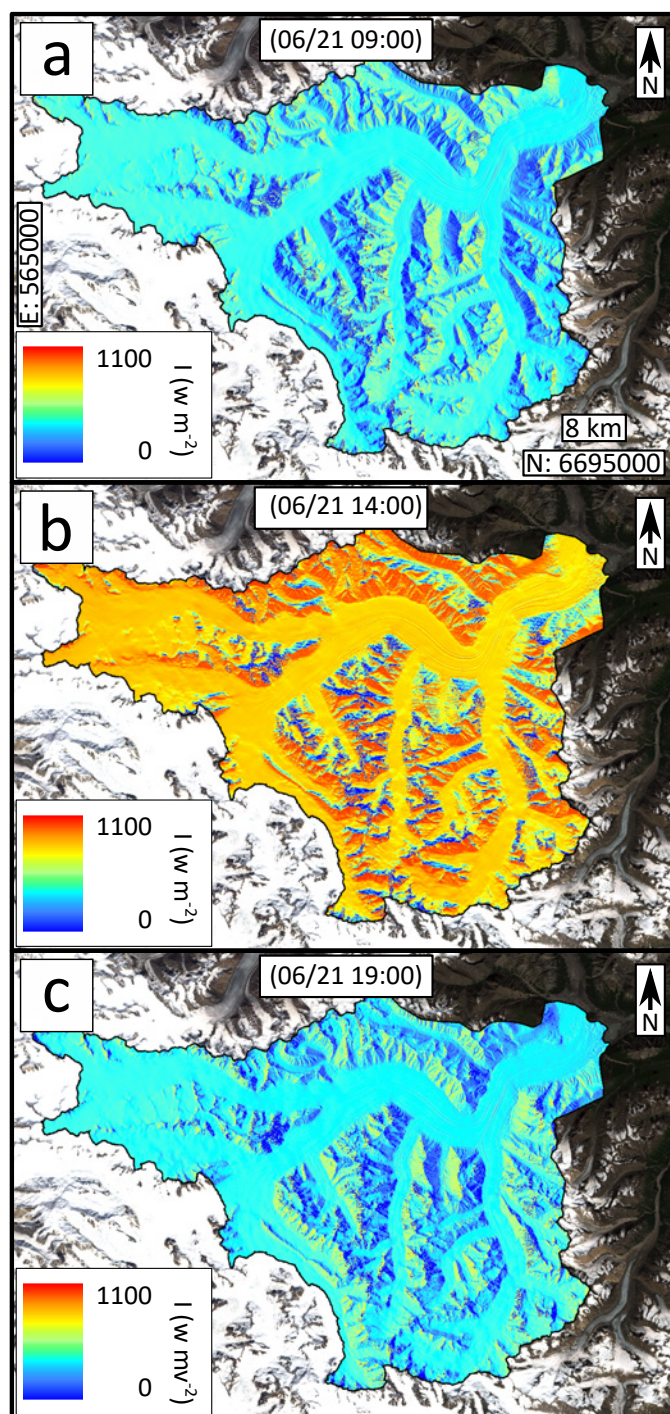 a
(06/21 09:00)
N
E: 565000
1100
0
I (w m-2)
8 km
N: 6695000
b
(06/21 14:00)
N
1100
0
I (w m-2)
c
(06/21 19:00)
N
1100
0
I (w mv-2)